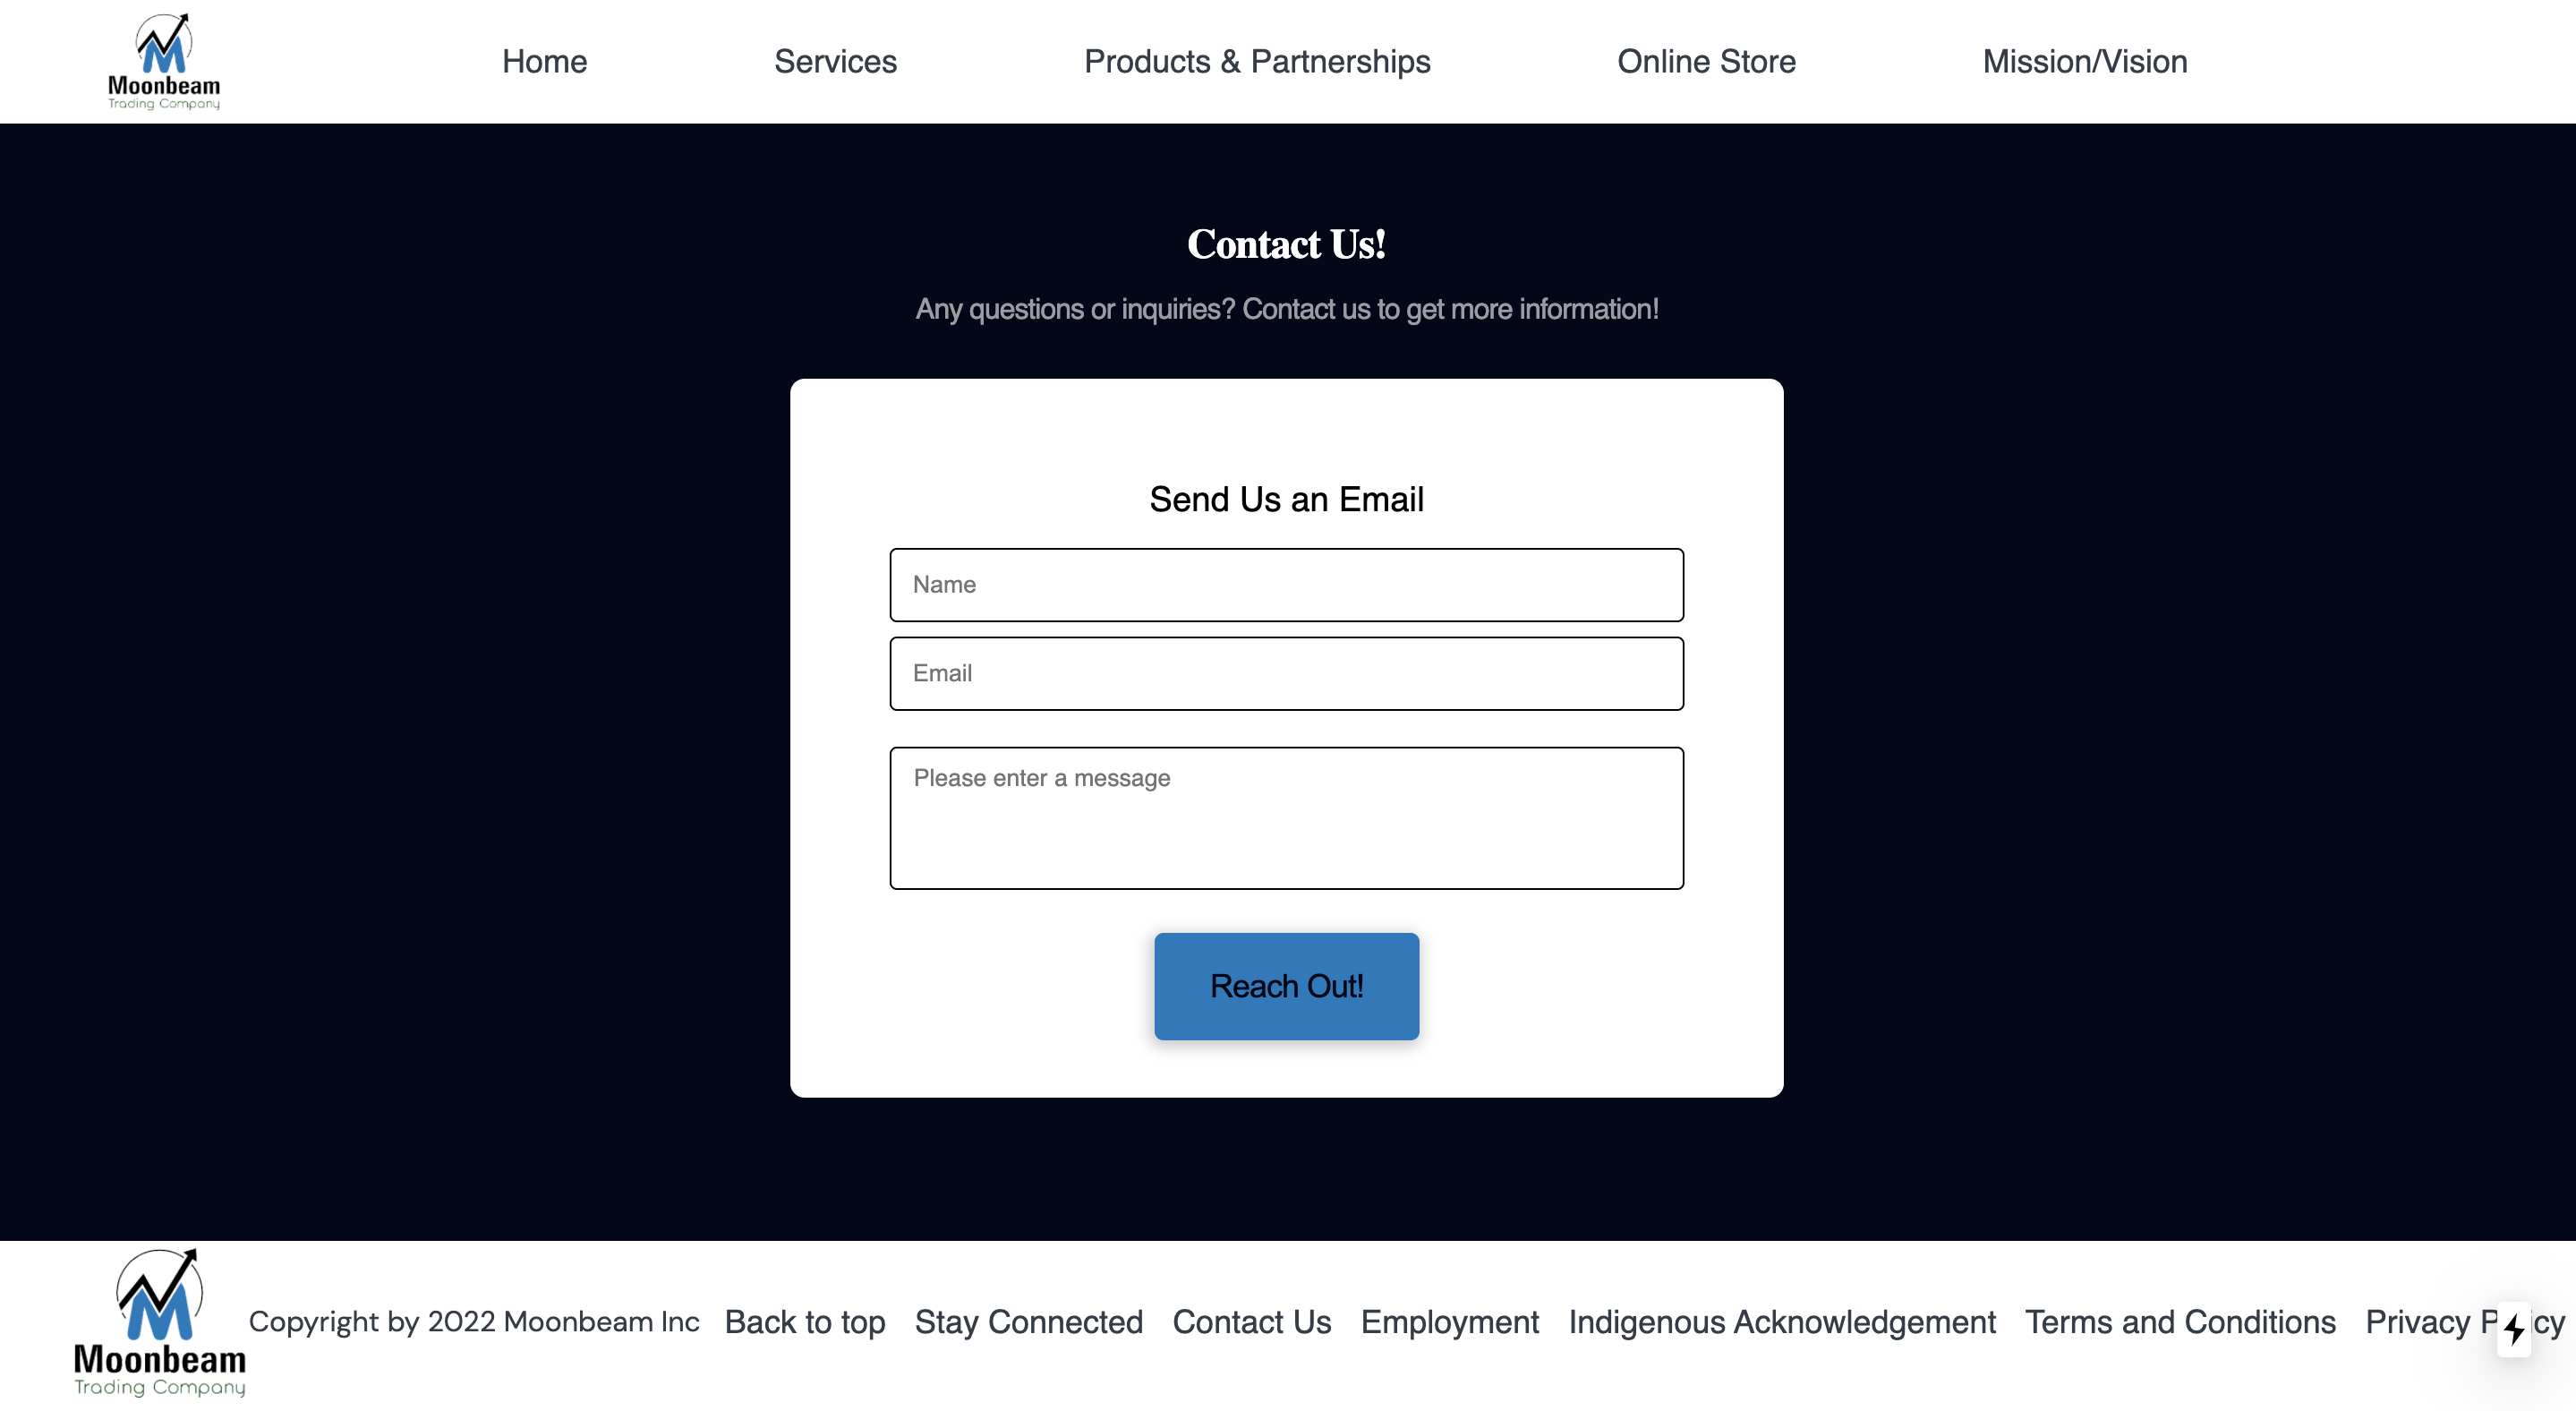 Moonbeam
Trading Company
Home Services Products & Partnerships Online Store Mission/Vision
Contact Us!
Any questions or inquiries? Contact us to get more information!
Send Us an Email
Name
Email
Please enter a message
Reach Out!
Moonbeam
Trading Company
Copyright by 2022 Moonbeam Inc Back to top Stay Connected Contact Us Employment Indigenous Acknowledgement Terms and Conditions Privacy